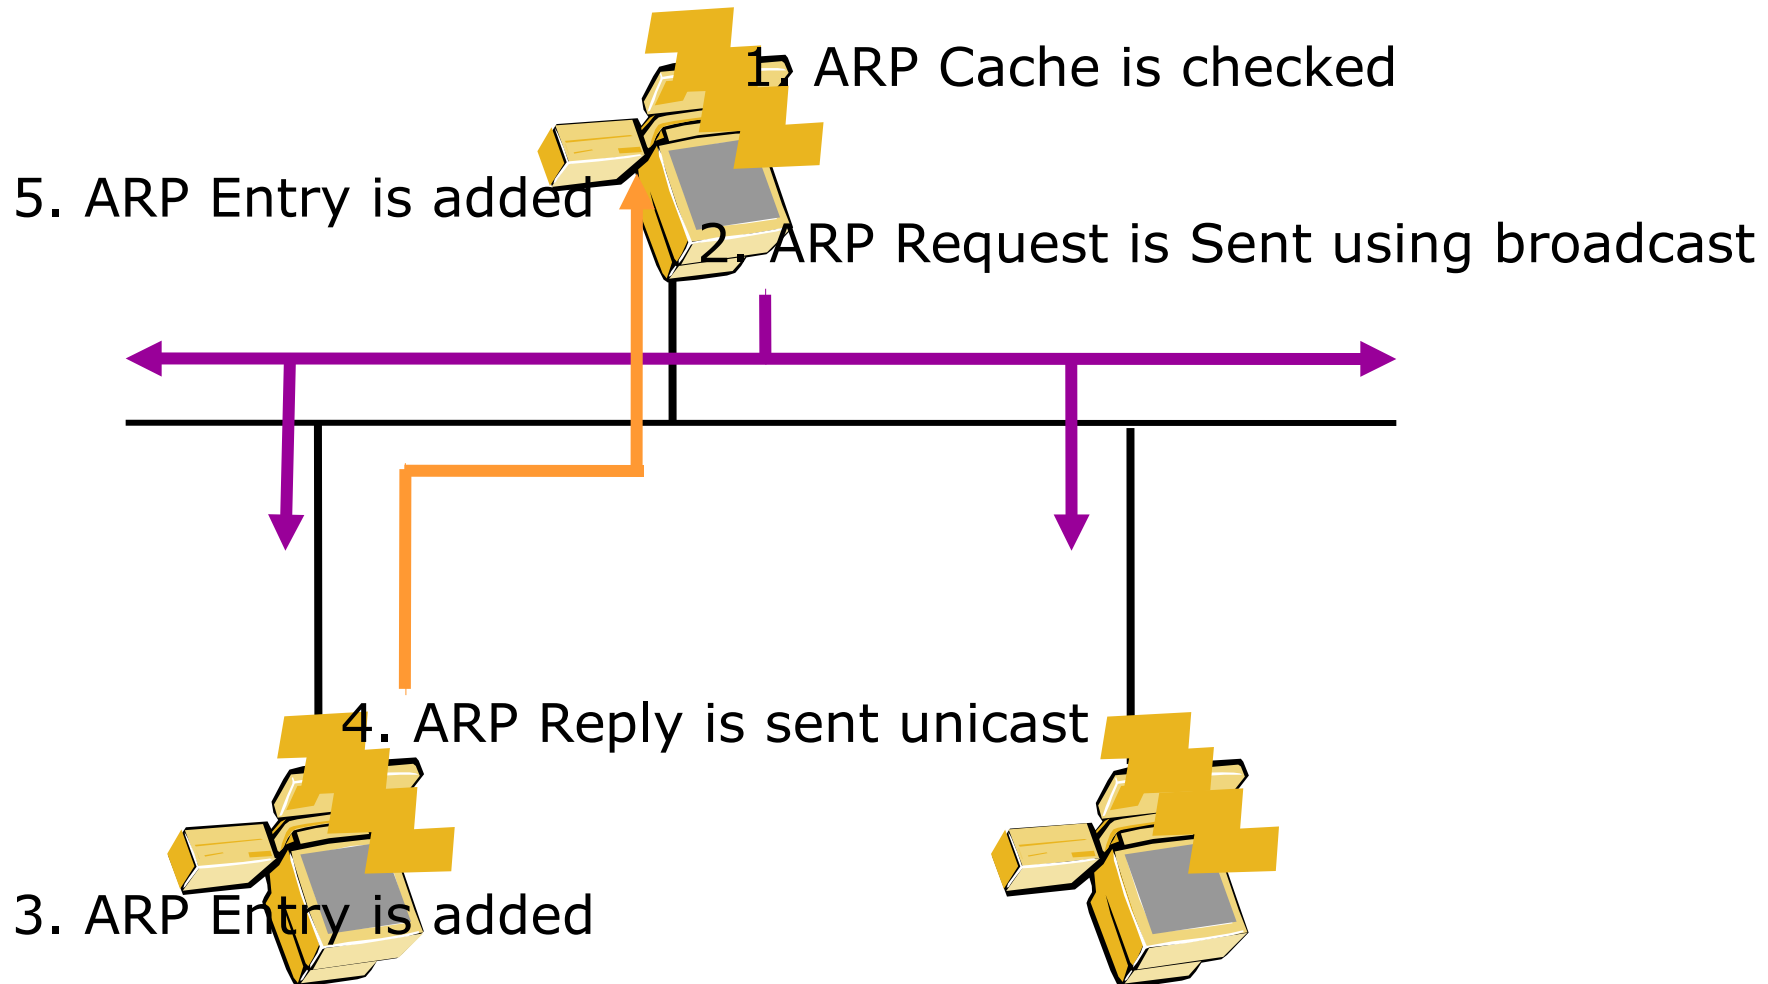 1. ARP Cache is checked
5. ARP Entry is added
2. ARP Request is Sent using broadcast
4. ARP Reply is sent unicast
3. ARP Entry is added